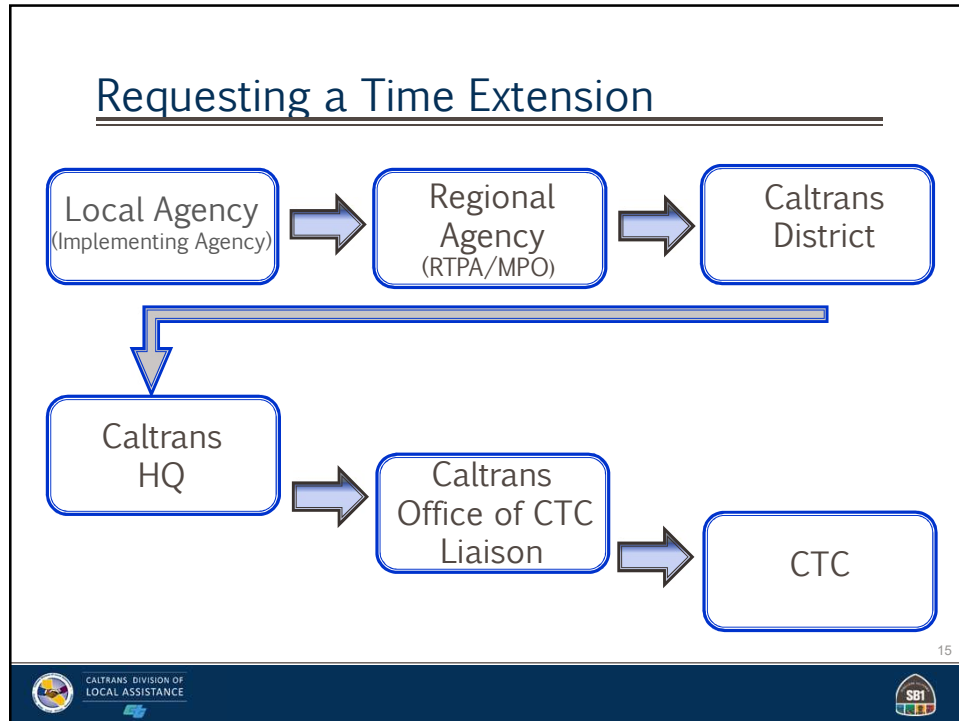 Requesting a Time Extension
Local Agency
(Implementing Agency)
Regional
Agency
(RTPA/MPO)
Caltrans
District
Caltrans
HQ
Caltrans
Office of CTC
Liaison
CTC
15
CALTRANS DIVISION OF
LOCAL ASSISTANCE
SB1